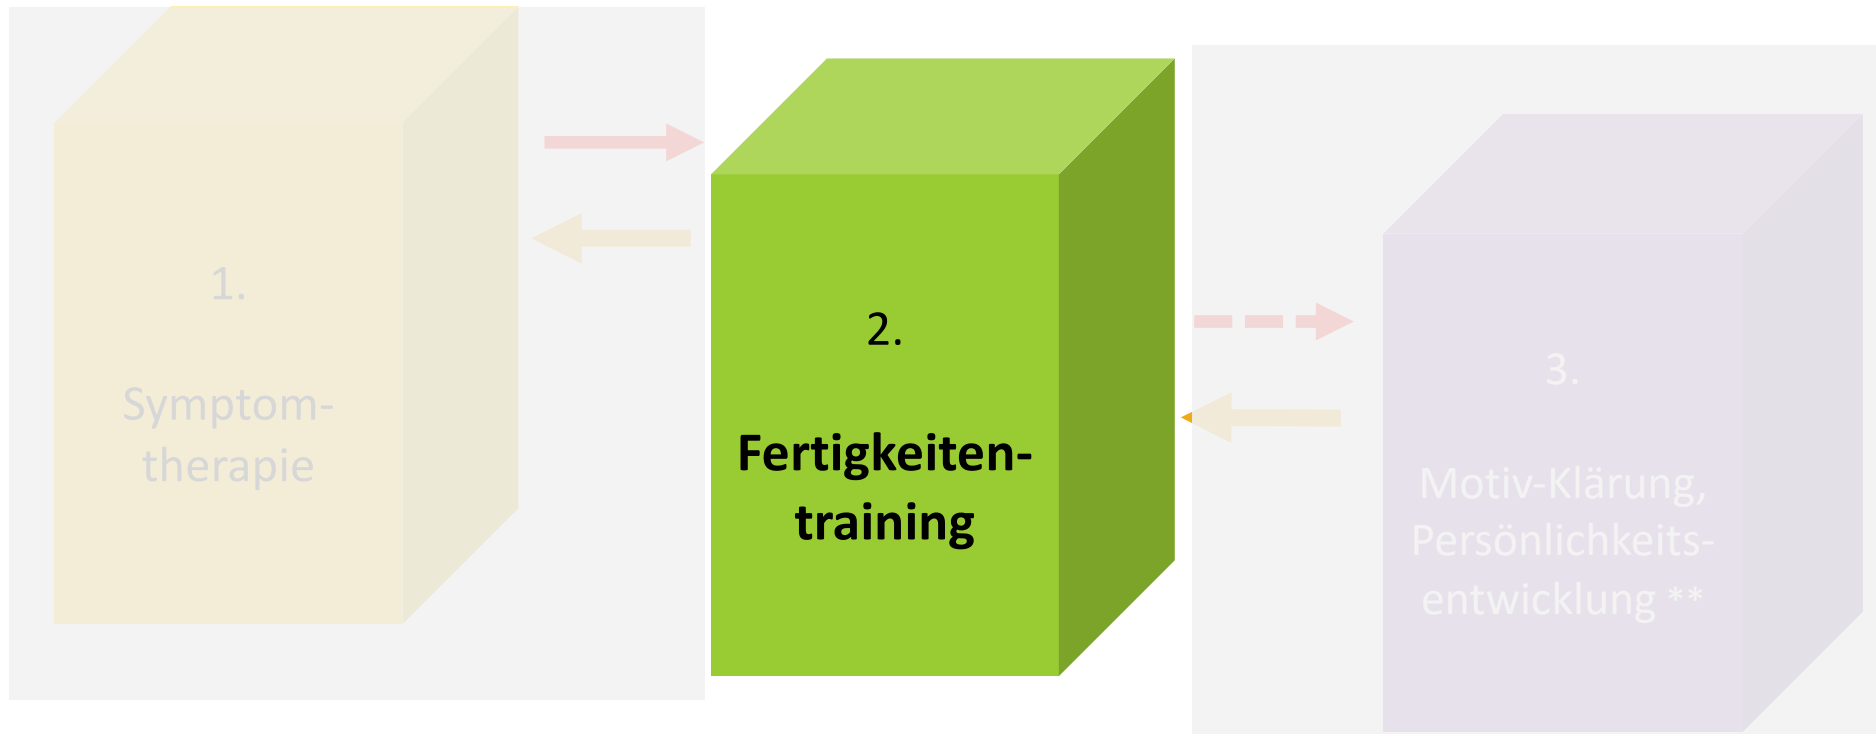 1.
Symptom-
therapie
2.
Fertigkeiten-
training
3.
Motiv-Klärung,
Persönlichkeits-
entwicklung **